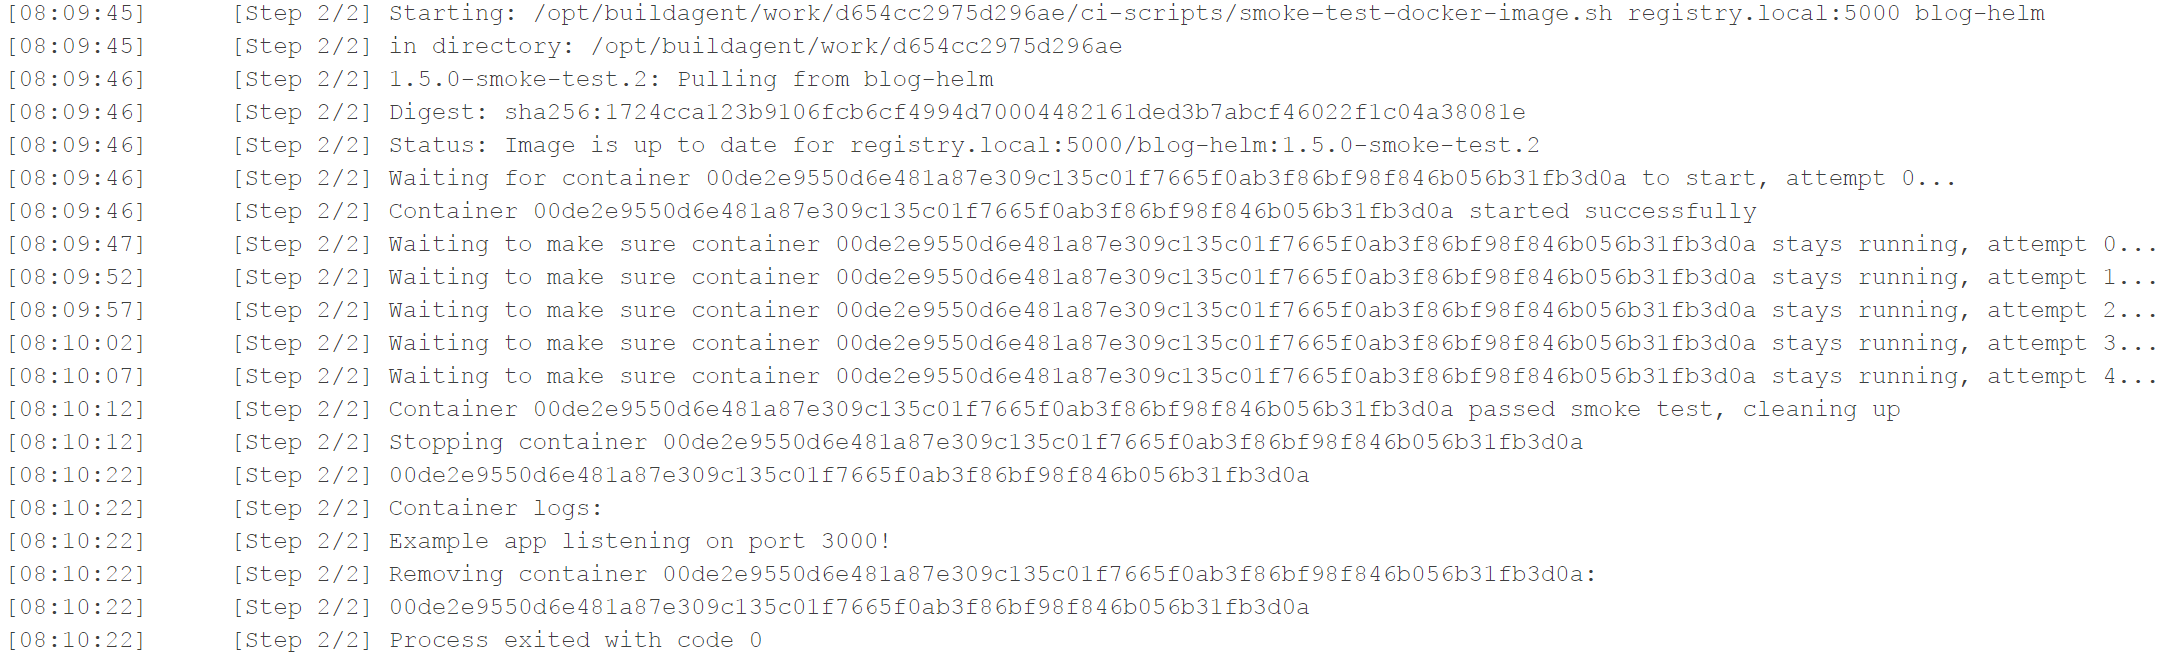 [08:09:45] [Step 2/2] Starting: /opt/buildagent/work/d654cc2975d296ae/ci-scripts/smoke-test-docker-image.sh registry.local:5000 blog-helm
[08:09:45] [Step 2/2] in directory: /opt/buildagent/work/d654cc2975d296ae
[08:09:46] [Step 2/2] 1.5.0-smoke-test.2: Pulling from blog-helm
[08:09:46] [Step 2/2] Digest: sha256:1724cca123b9106fcb6cf4994d70004482161ded3b7abcf46022f1c04a38081e
[08:09:46] [Step 2/2] Status: Image is up to date for registry.local:5000/blog-helm:1.5.0-smoke-test.2
[08:09:46] [Step 2/2] Waiting for container 00de2e9550d6e481a87e309c135c01f7665f0ab3f86bf98f846b056b31fb3d0a to start, attempt 0...
[08:09:46] [Step 2/2] Container 00de2e9550d6e481a87e309c135c01f7665f0ab3f86bf98f846b056b31fb3d0a started successfully
[08:09:47] [Step 2/2] Waiting to make sure container 00de2e9550d6e481a87e309c135c01f7665f0ab3f86bf98f846b056b31fb3d0a stays running, attempt 0...
[08:09:52] [Step 2/2] Waiting to make sure container 00de2e9550d6e481a87e309c135c01f7665f0ab3f86bf98f846b056b31fb3d0a stays running, attempt 1...
[08:09:57] [Step 2/2] Waiting to make sure container 00de2e9550d6e481a87e309c135c01f7665f0ab3f86bf98f846b056b31fb3d0a stays running, attempt 2...
[08:10:02] [Step 2/2] Waiting to make sure container 00de2e9550d6e481a87e309c135c01f7665f0ab3f86bf98f846b056b31fb3d0a stays running, attempt 3...
[08:10:07] [Step 2/2] Waiting to make sure container 00de2e9550d6e481a87e309c135c01f7665f0ab3f86bf98f846b056b31fb3d0a stays running, attempt 4...
[08:10:12] [Step 2/2] Container 00de2e9550d6e481a87e309c135c01f7665f0ab3f86bf98f846b056b31fb3d0a passed smoke test, cleaning up
[08:10:12] [Step 2/2] Stopping container 00de2e9550d6e481a87e309c135c01f7665f0ab3f86bf98f846b056b31fb3d0a
[08:10:22] [Step 2/2] 00de2e9550d6e481a87e309c135c01f7665f0ab3f86bf98f846b056b31fb3d0a
[08:10:22] [Step 2/2] Container logs:
[08:10:22] [Step 2/2] Example app listening on port 3000!
[08:10:22] [Step 2/2] Removing container 00de2e9550d6e481a87e309c135c01f7665f0ab3f86bf98f846b056b31fb3d0a:
[08:10:22] [Step 2/2] 00de2e9550d6e481a87e309c135c01f7665f0ab3f86bf98f846b056b31fb3d0a
[08:10:22] [Step 2/2] Process exited with code 0